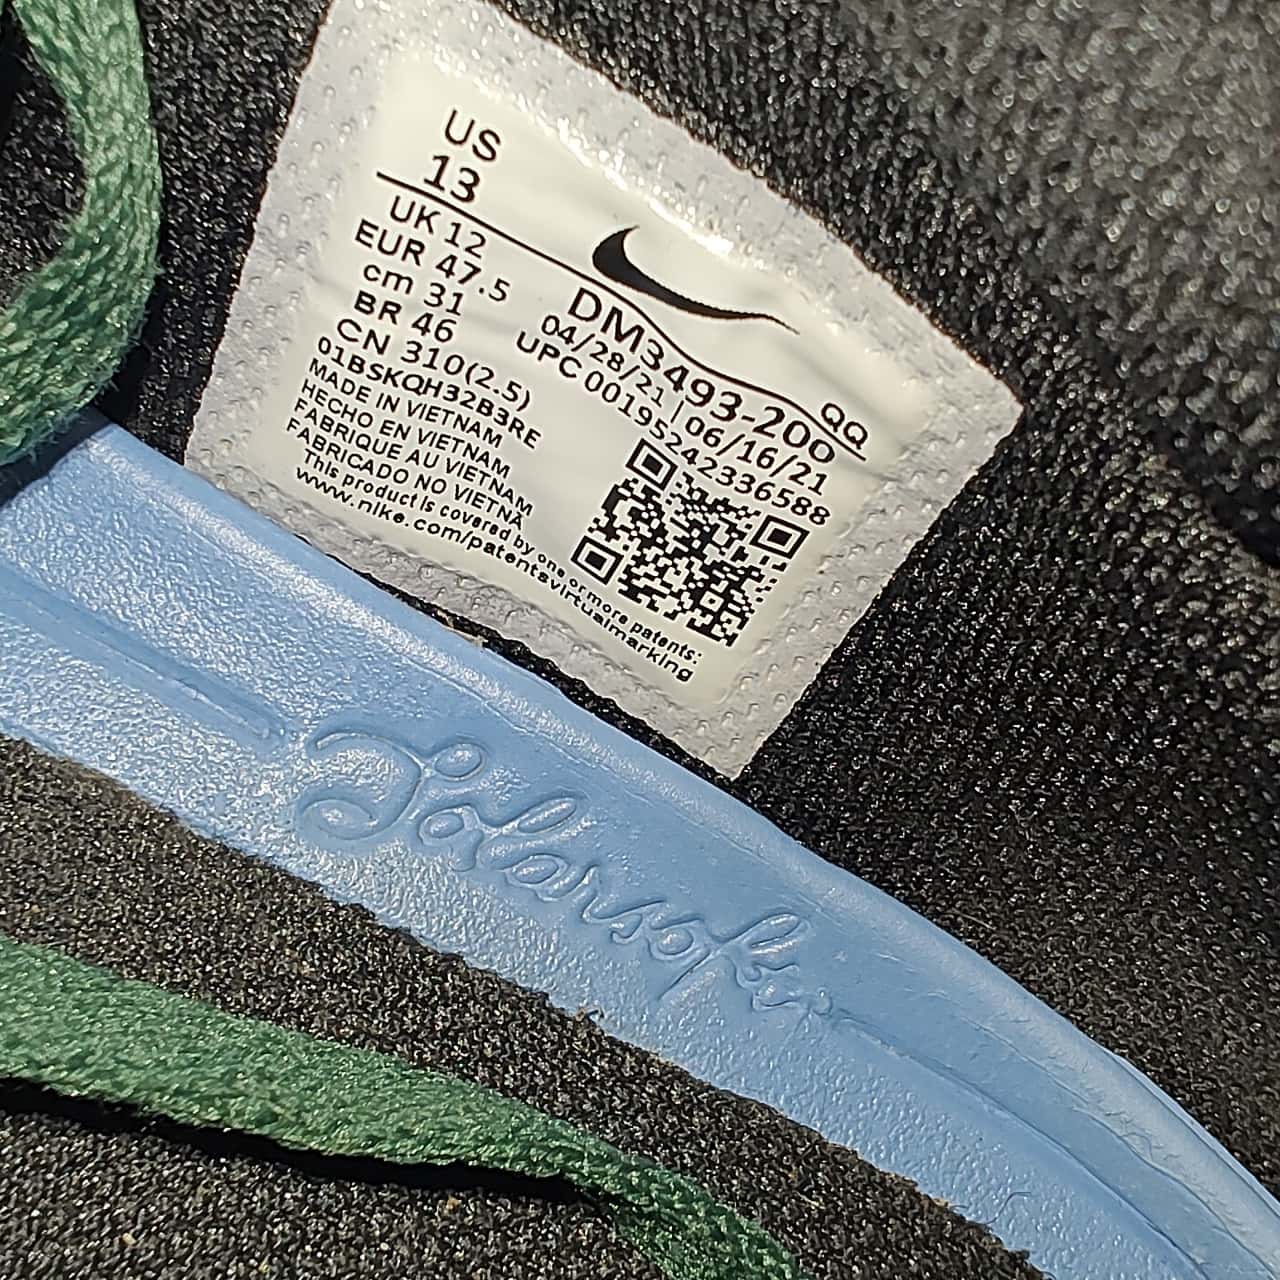 US
13
UK 12
EUR 47.5
cm 31
BR 46
CN 310(2.5)
01BSKQH32B3RE
MADE IN VIETNAM
HECHO EN VIETNAM
FABRIQUE AU VIETNAM
FABRICADO NO VIETNÃ
This product is covered by one or more patents:
www.nike.com/patentsvirtualmarking
QQ
DM3493-200
04/28/21 | 06/16/21
UPC 00195242336588
Solarsoft